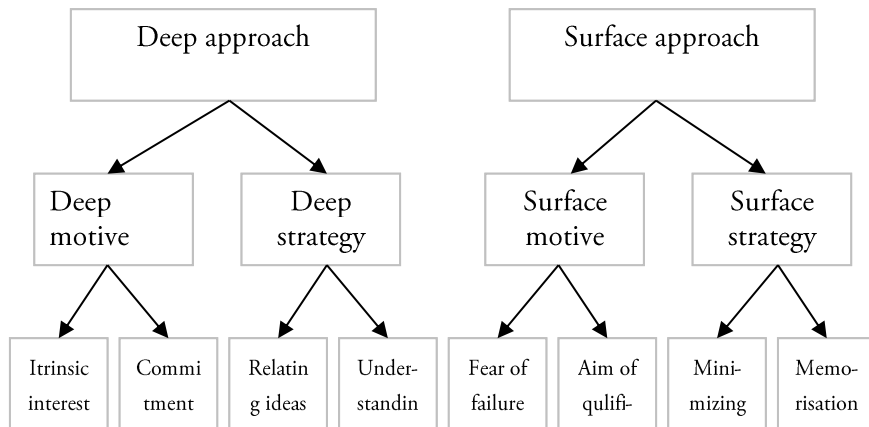 Deep approach
Surface approach
Deep
motive
Deep
strategy
Surface
motive
Surface
strategy
Itrinsic
interest
Commi
tment
Relatin
g ideas
Under-
standin
Fear of
failure
Aim of
qulifi-
Mini-
mizing
Memo-
risation